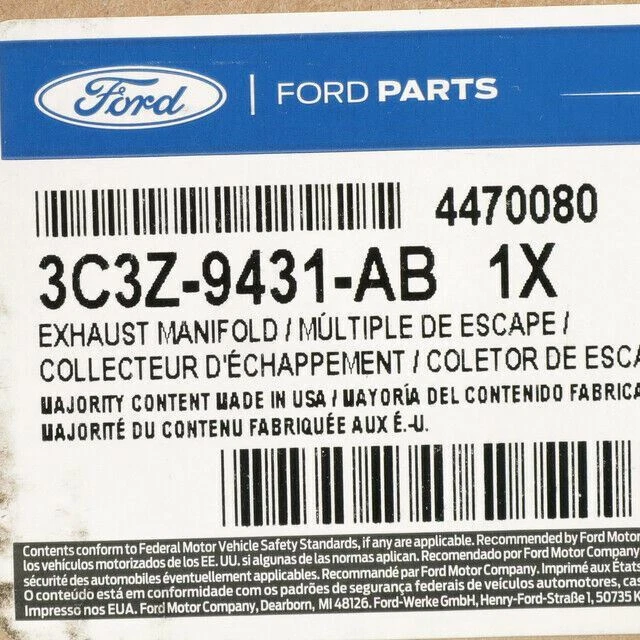 Ford | FORD PARTS
4470080
3C3Z-9431-AB 1X
EXHAUST MANIFOLD / MÚLTIPLE DE ESCAPE /
COLLECTEUR D'ÉCHAPPEMENT / COLETOR DE ESCA
MAJORITY CONTENT MADE IN USA / MAYORÍA DEL CONTENIDO FABRICA
MAJORITÉ DU CONTENU FABRIQUÉE AUX É.-U.
Contents conform to Federal Motor Vehicle Safety Standards, if any are applicable. Recommended by Ford Motor
los vehículos motorizados de los EE. UU. si algunas de las normas aplican. Recomendado por Ford Motor Company
sécurité des automobiles éventuellement applicables. Recommandé par Ford Motor Company. Imprimé aux États
O conteúdo está em conformidade com os padrões de segurança federais de veículos automotores, cas
Impresso nos EUA. Ford Motor Company, Dearborn, MI 48126. Ford-Werke GmbH, Henry-Ford-Straße 1, 50735 K